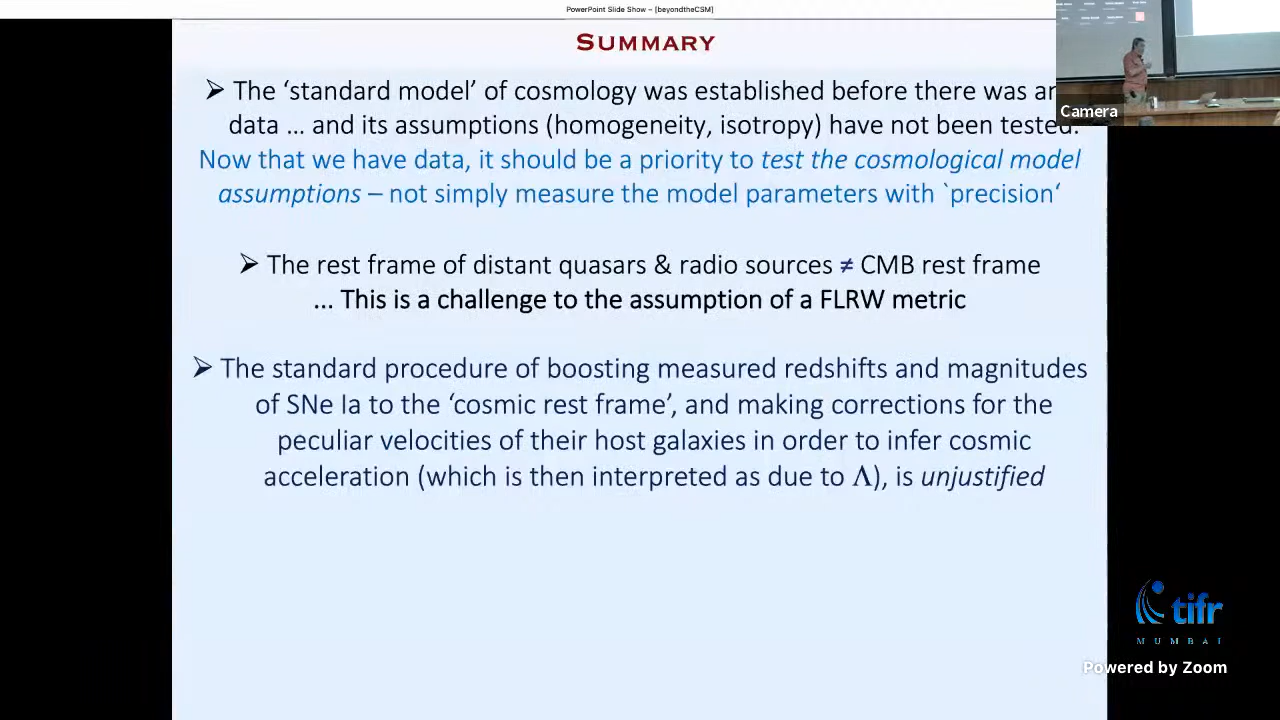 PowerPoint Slide Show – [beyondtheCSM]
SUMMARY
➢ The ‘standard model’ of cosmology was established before there was
data … and its assumptions (homogeneity, isotropy) have not been tested.
Now that we have data, it should be a priority to test the cosmological model
assumptions – not simply measure the model parameters with `precision‘
➢ The rest frame of distant quasars & radio sources ≠ CMB rest frame
... This is a challenge to the assumption of a FLRW metric
➢ The standard procedure of boosting measured redshifts and magnitudes
of SNe Ia to the ‘cosmic rest frame’, and making corrections for the
peculiar velocities of their host galaxies in order to infer cosmic
acceleration (which is then interpreted as due to Λ), is unjustified
Camera
tifr
MUMBAI
Powered by Zoom